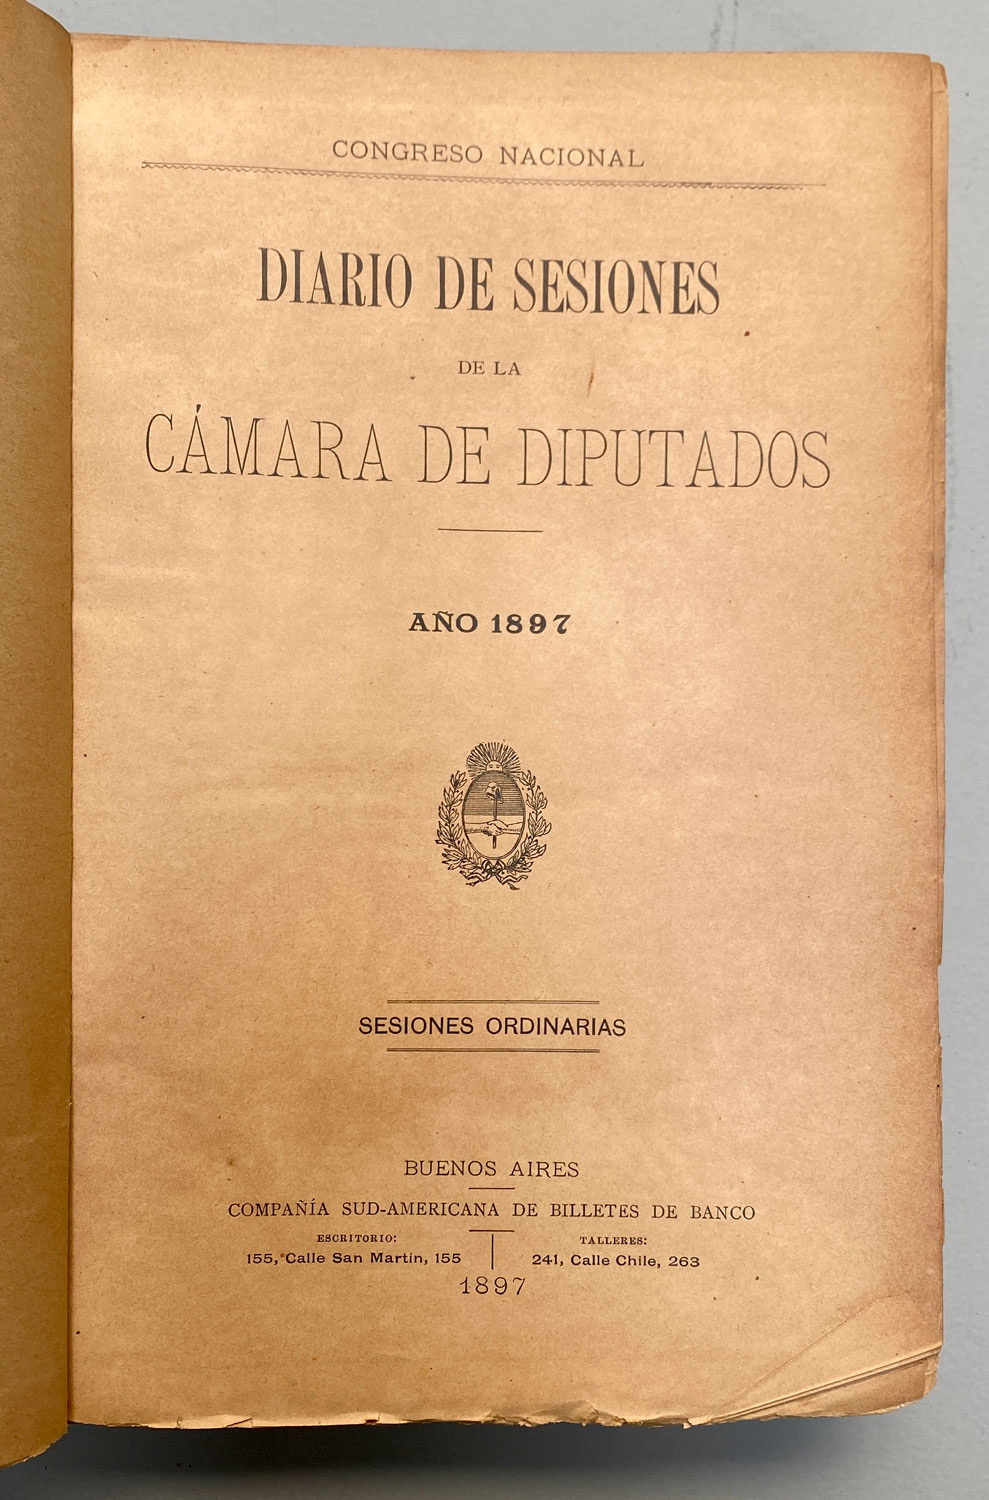 CONGRESO NACIONAL
DIARIO DE SESIONES
DE LA
CÁMARA DE DIPUTADOS
AÑO 1897
SESIONES ORDINARIAS
BUENOS AIRES
COMPAÑÍA SUD-AMERICANA DE BILLETES DE BANCO
ESCRITORIO:
155, Calle San Martín, 155
TALLERES:
241, Calle Chile, 263
1897